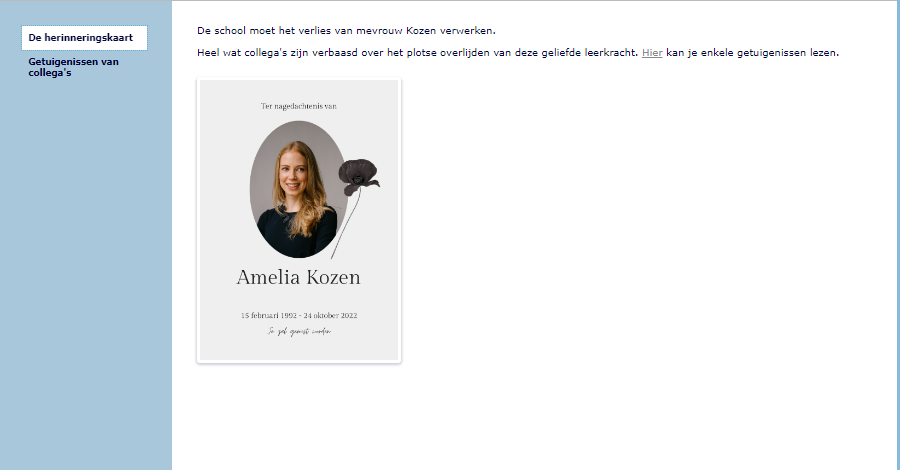 De herinneringskaart
Getuigenissen van
collega's
De school moet het verlies van mevrouw Kozen verwerken.
Heel wat collega's zijn verbaasd over het plotse overlijden van deze geliefde leerkracht. Hier kan je enkele getuigenissen lezen.
Ter nagedachtenis van
Amelia Kozen
15 februari 1992 - 24 oktober 2022
Je zal gemist worden